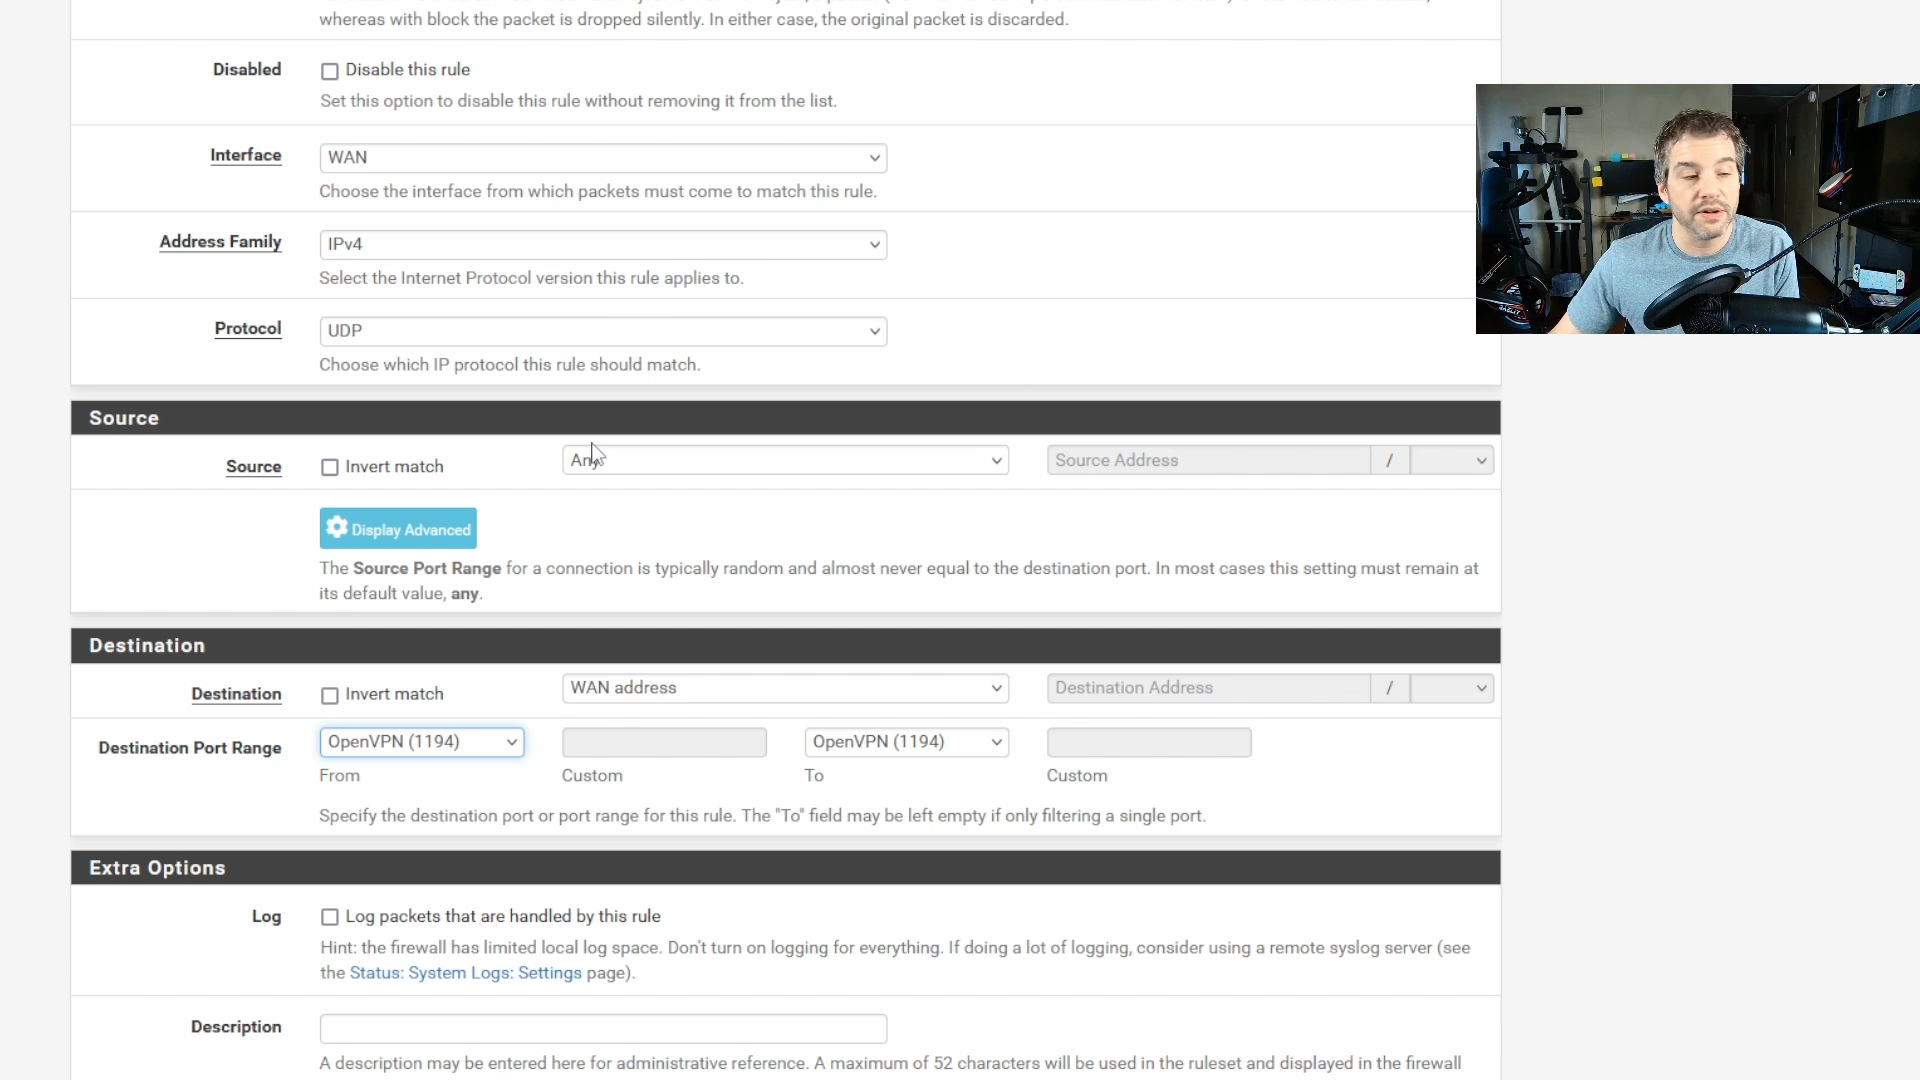 whereas with block the packet is dropped silently. In either case, the original packet is discarded.
Disabled
Disable this rule
Set this option to disable this rule without removing it from the list.
Interface
WAN
Choose the interface from which packets must come to match this rule.
Address Family
IPv4
Select the Internet Protocol version this rule applies to.
Protocol
UDP
Choose which IP protocol this rule should match.
Source
Source
Invert match
Any
Source Address
/
Display Advanced
The Source Port Range for a connection is typically random and almost never equal to the destination port. In most cases this setting must remain at
its default value, any.
Destination
Destination
Invert match
WAN address
Destination Address
/
Destination Port Range
OpenVPN (1194)
OpenVPN (1194)
From
Custom
To
Custom
Specify the destination port or port range for this rule. The "To" field may be left empty if only filtering a single port.
Extra Options
Log
Log packets that are handled by this rule
Hint: the firewall has limited local log space. Don't turn on logging for everything. If doing a lot of logging, consider using a remote syslog server (see
the Status: System Logs: Settings page).
Description
A description may be entered here for administrative reference. A maximum of 52 characters will be used in the ruleset and displayed in the firewall